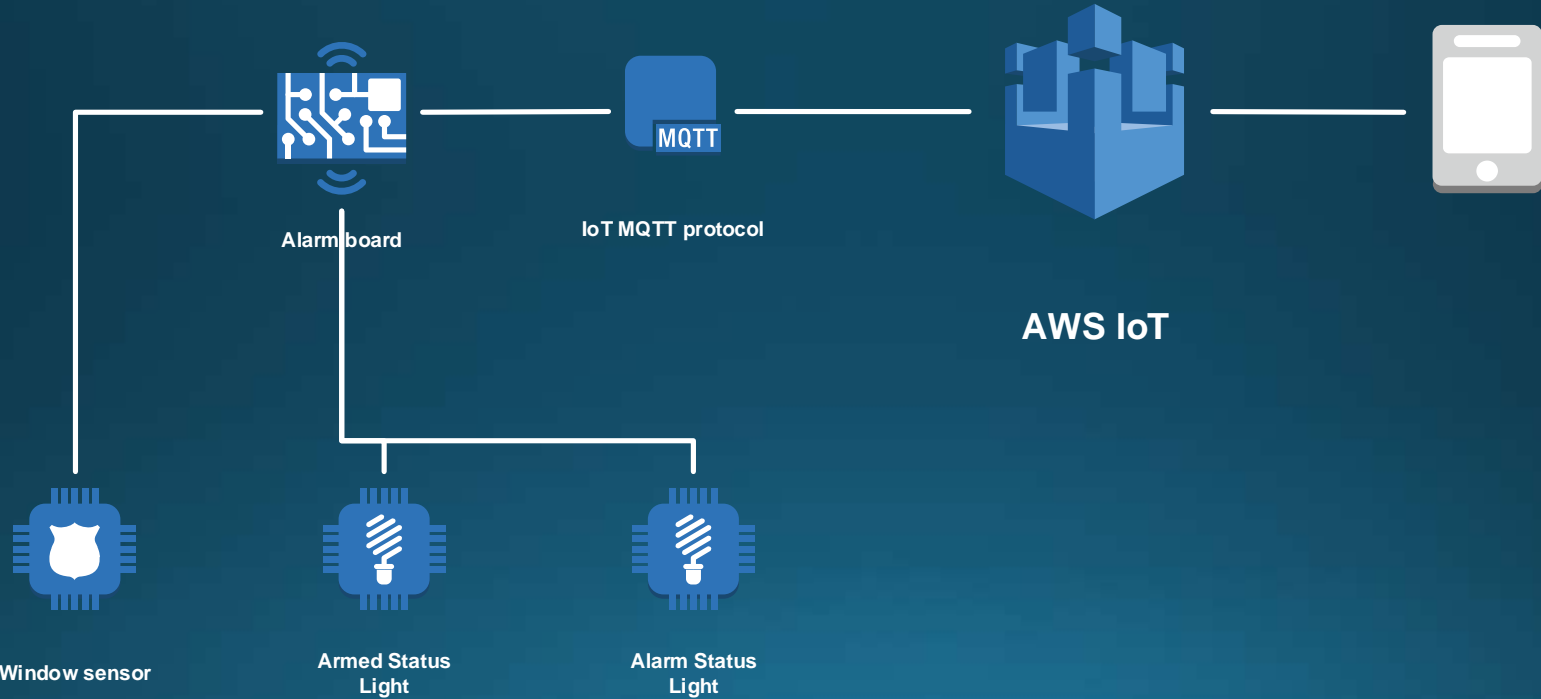 MQTT
Alarm board
IoT MQTT protocol
AWS IoT
Window sensor
Armed Status
Light
Alarm Status
Light